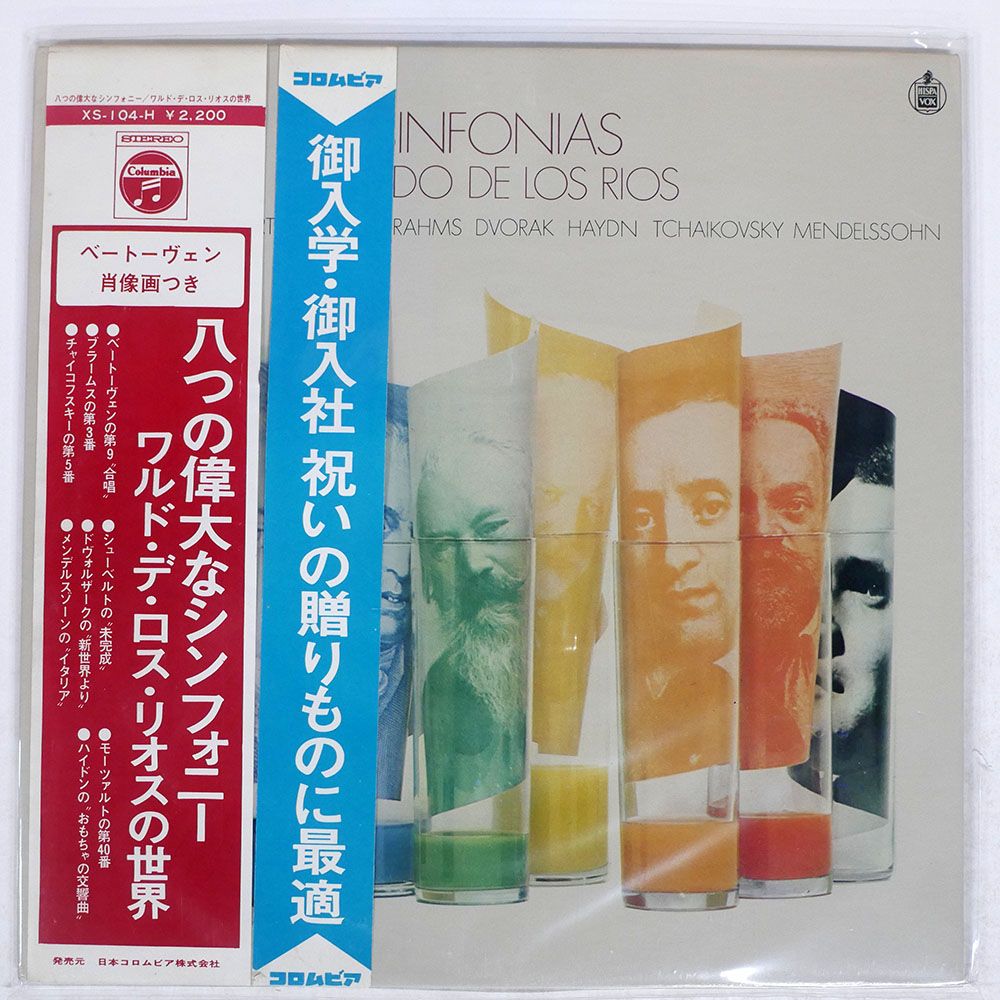 八つの偉大なシンフォニー/ワルド・デ・ロス・リオスの世界
XS-104-H ¥2,200
STEREO
Columbia
ベートーヴェン
肖像画つき
八つの偉大なシンフォニー
ワルド・デ・ロス・リオスの世界
●ベートーヴェンの第9〝合唱〟
●ブラームスの第3番
●チャイコフスキーの第5番
●シューベルトの〝未完成〟
●ドヴォルザークの〝新世界より〟
●メンデルスゾーンの〝イタリア〟
●モーツァルトの第40番
●ハイドンの〝おもちゃの交響曲〟
発売元 日本コロムビア株式会社
コロムビア
御入学・御入社 祝いの贈りものに最適
コロムビア
INFONIAS
DO DE LOS RIOS
RT RAHMS DVORAK HAYDN TCHAIKOVSKY MENDELSSOHN
HISPA
VOX